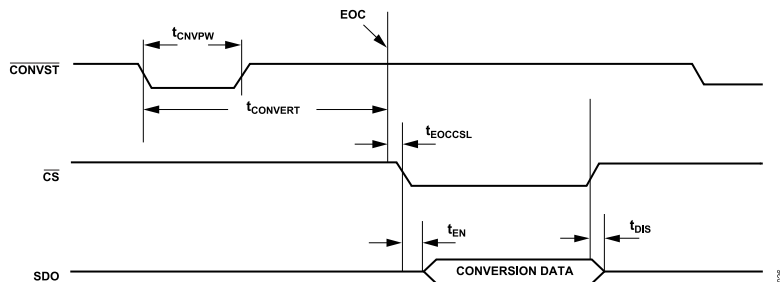 EOC
tCNVPW
CONVST
tCONVERT
tEOCCSL
CS
tEN
tDIS
SDO
CONVERSION DATA